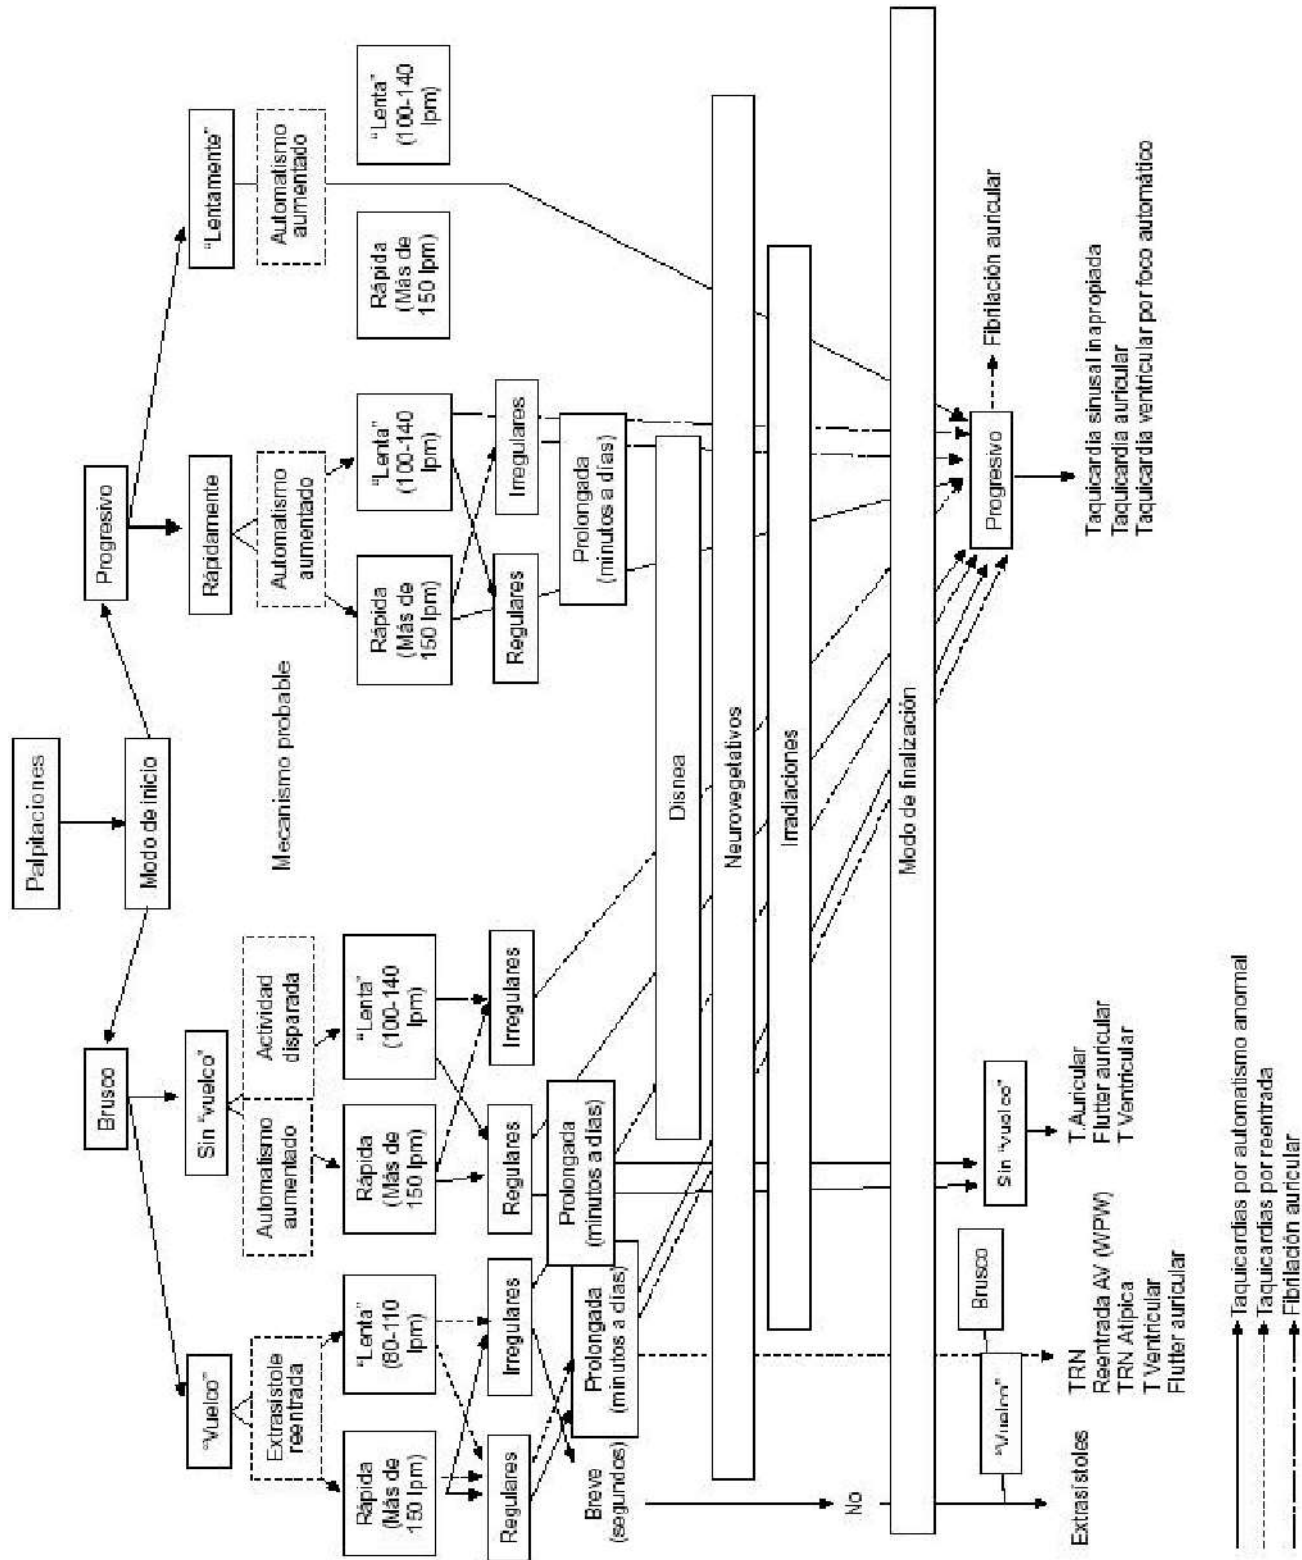 Palpitaciones
Modo de inicio
Brusco
Progresivo
"Vuelco"
Sin "vuelco"
Rápidamente
"Lentamente"
Mecanismo probable
Extrasístole
reentrada
Automatismo
aumentado
Actividad
disparada
Automatismo
aumentado
Automatismo
aumentado
Rápida
(Más de
150 lpm)
"Lenta"
(80-110
lpm)
Rápida
(Más de
150 lpm)
"Lenta"
(100-140
lpm)
Rápida
(Más de
150 lpm)
"Lenta"
(100-140
lpm)
Rápida
(Más de
150 lpm)
"Lenta"
(100-140
lpm)
Regulares
Irregulares
Regulares
Irregulares
Regulares
Irregulares
Breve
(segundos)
Prolongada
(minutos a días)
Prolongada
(minutos a días)
Prolongada
(minutos a días)
Disnea
Neurovegetativos
Irradiaciones
No
Modo de finalización
"Vuelco"
Brusco
Sin "vuelco"
Progresivo
Fibrilación auricular
Extrasístoles
TRN
Reentrada AV (WPW)
TRN Atípica
T Ventricular
Flutter auricular
T.Auricular
Flutter auricular
T Ventricular
Taquicardia sinusal inapropiada
Taquicardia auricular
Taquicardia ventricular por foco automático
Taquicardias por automatismo anormal
Taquicardias por reentrada
Fibrilación auricular